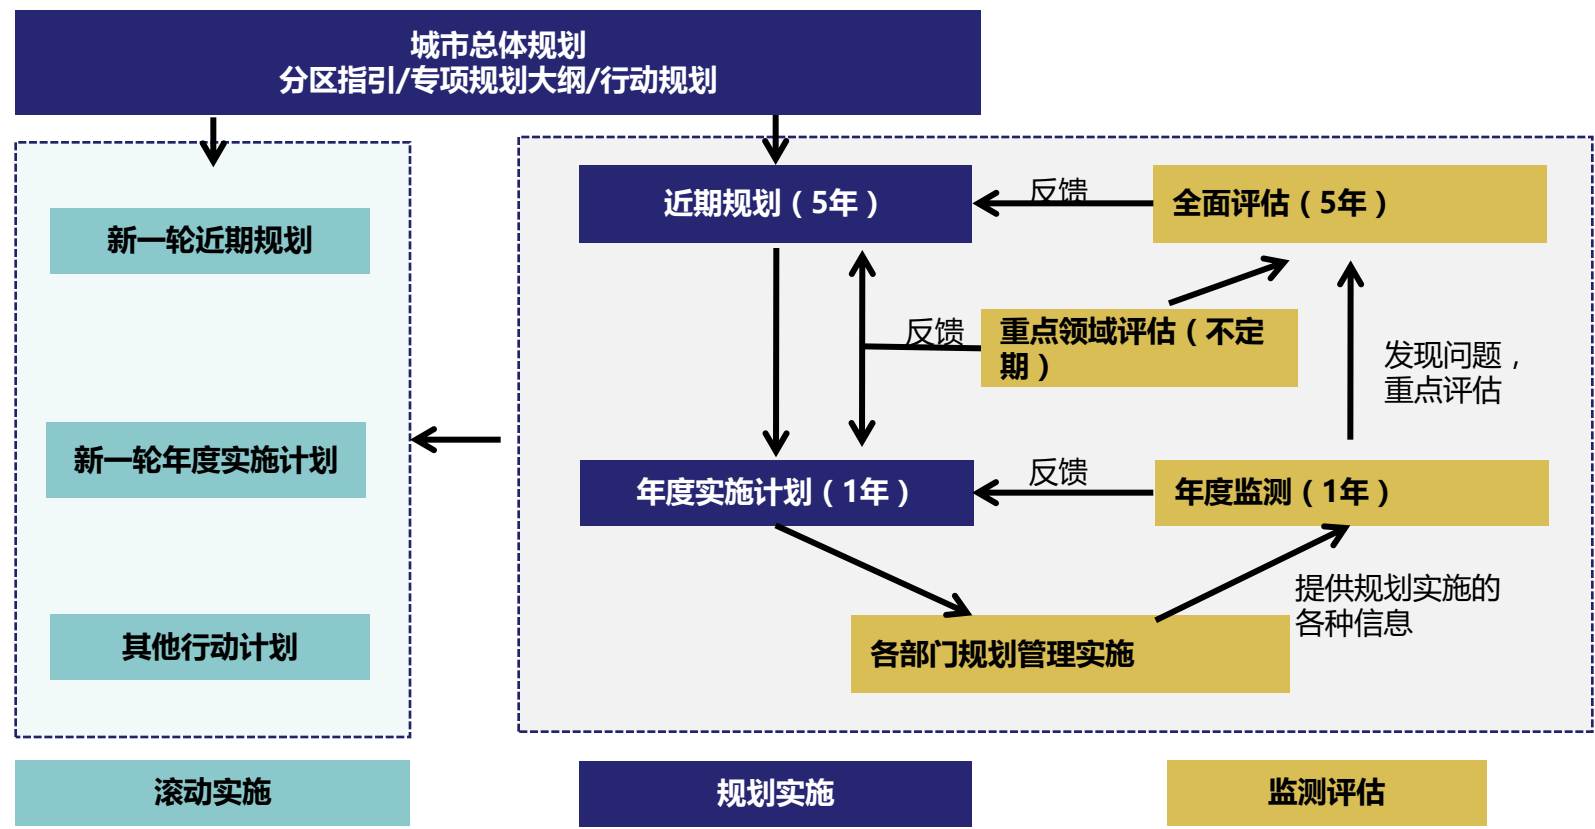 城市总体规划
分区指引/专项规划大纲/行动规划
新一轮近期规划
新一轮年度实施计划
其他行动计划
近期规划（5年）
反馈
全面评估（5年）
反馈
重点领域评估（不定
期）
发现问题，
重点评估
年度实施计划（1年）
反馈
年度监测（1年）
提供规划实施的
各种信息
各部门规划管理实施
滚动实施
规划实施
监测评估